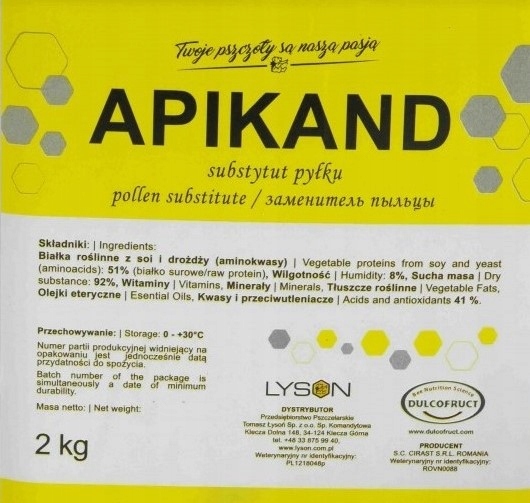 Twoje pszczoły są naszą pasją
APIKAND
substytut pyłku
pollen substitute / заменитель пыльцы
Składniki: | Ingredients:
Białka roślinne z soi i drożdży (aminokwasy) | Vegetable proteins from soy and yeast
(aminoacids): 51% (białko surowe/raw protein), Wilgotność | Humidity: 8%, Sucha masa | Dry
substance: 92%, Witaminy | Vitamins, Minerały | Minerals, Tłuszcze roślinne | Vegetable Fats,
Olejki eteryczne | Esential Oils, Kwasy i przeciwutleniacze | Acids and antioxidants 41 %.
Przechowywanie: | Storage: 0 - +30°C
Numer partii produkcyjnej widniejący na
opakowaniu jest jednocześnie datą
przydatności do spożycia.
Batch number of the package is
simultaneously a date of minimum
durability.
Masa netto: | Net weight:
2 kg
LYSON
DYSTRYBUTOR
Przedsiębiorstwo Pszczelarskie
Tomasz Łysoń Sp. z o.o. Sp. Komandytowa
Klecza Dolna 148, 34-124 Klecza Górna
tel. +48 33 875 99 40,
www.lyson.com.pl
Weterynaryjny nr identyfikacyjny:
PL1218048p
Bee Nutrition Science
DULCOFRUCT
www.dulcofruct.com
PRODUCENT
S.C. CIRAST S.R.L. ROMANIA
Weterynaryjny nr identyfikacyjny:
ROVN0088